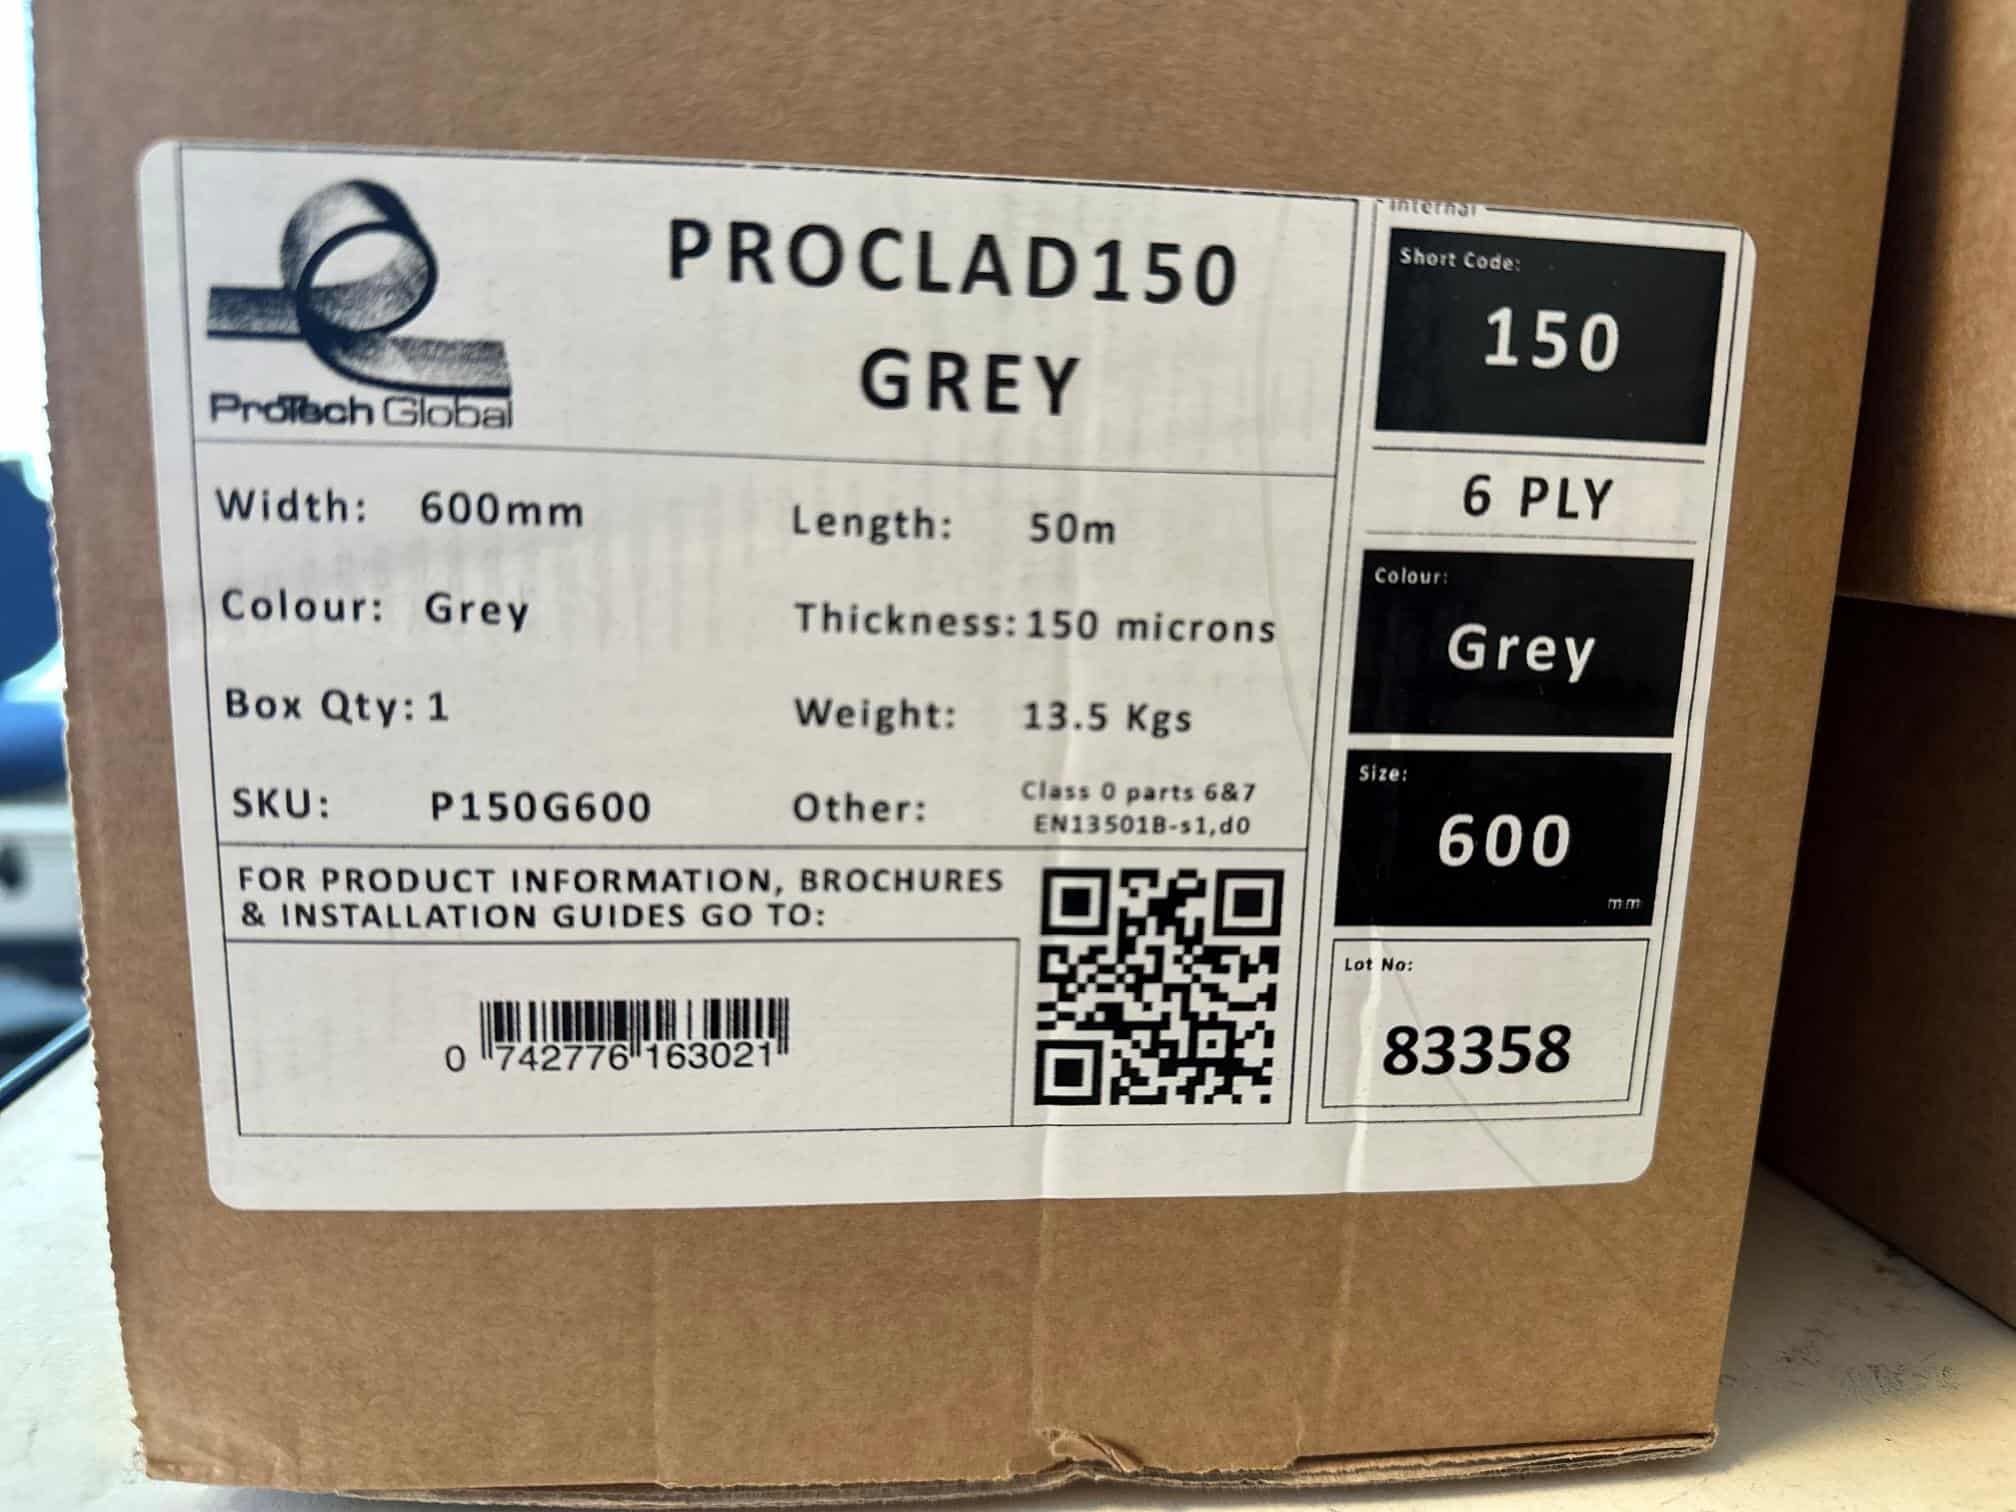 ProTech Global
PROCLAD150
GREY
Width: 600mm
Length: 50m
Colour: Grey
Thickness: 150 microns
Box Qty: 1
Weight: 13.5 Kgs
SKU: P150G600
Other: Class 0 parts 6&7
EN13501B-s1,d0
FOR PRODUCT INFORMATION, BROCHURES
& INSTALLATION GUIDES GO TO:
0 742776 163021
Internal
Short Code:
150
6 PLY
Colour:
Grey
Size:
600
mm
Lot No:
83358